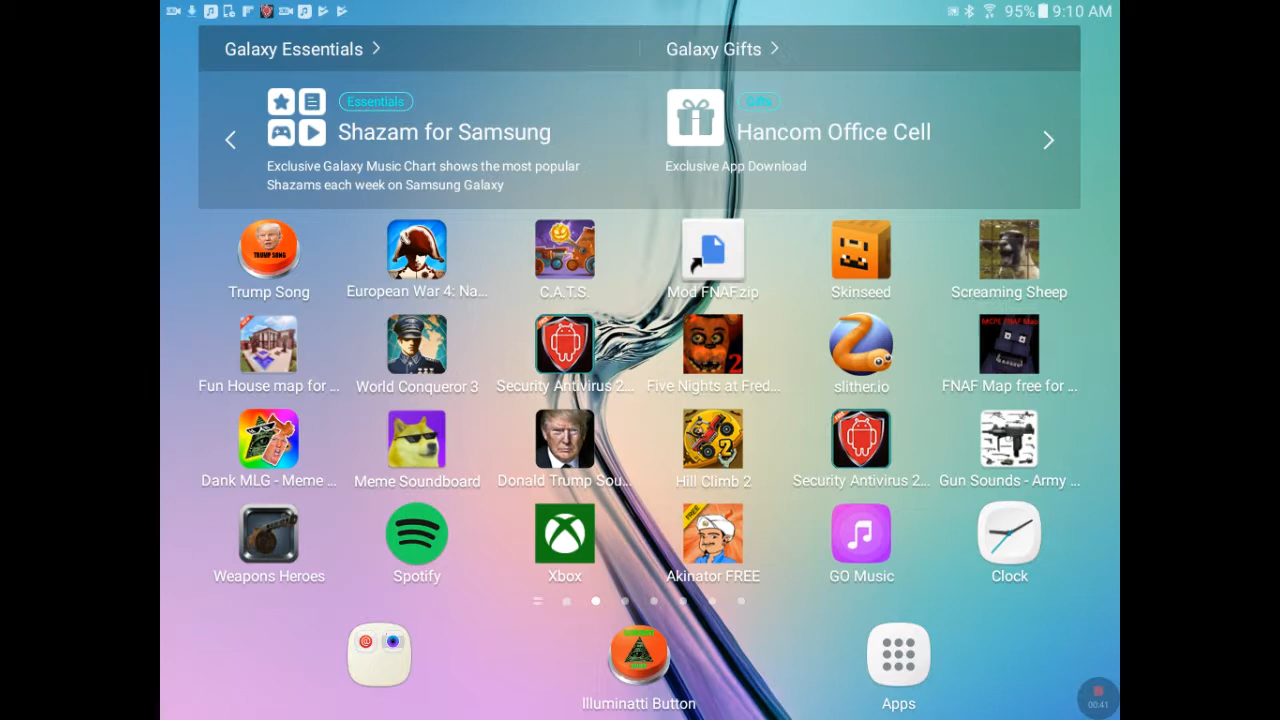 95% 9:10 AM
Galaxy Essentials > Galaxy Gifts >
Essentials
Shazam for Samsung
Exclusive Galaxy Music Chart shows the most popular
Shazams each week on Samsung Galaxy
Gifts
Hancom Office Cell
Exclusive App Download
TRUMP SONG
Trump Song
European War 4: Na...
C.A.T.S.
Mod FNAF.zip
Skinseed
Screaming Sheep
Fun House map for ...
World Conqueror 3
Security Antivirus 2...
2
Five Nights at Fred...
slither.io
MCPE FNAF Map
FNAF Map free for ...
Dank MLG - Meme ...
Meme Soundboard
Donald Trump Sou...
2
Hill Climb 2
Security Antivirus 2...
Gun Sounds - Army ...
Weapons Heroes
Spotify
Xbox
FREE
Akinator FREE
GO Music
Clock
Illuminatti Button
Apps
00:41